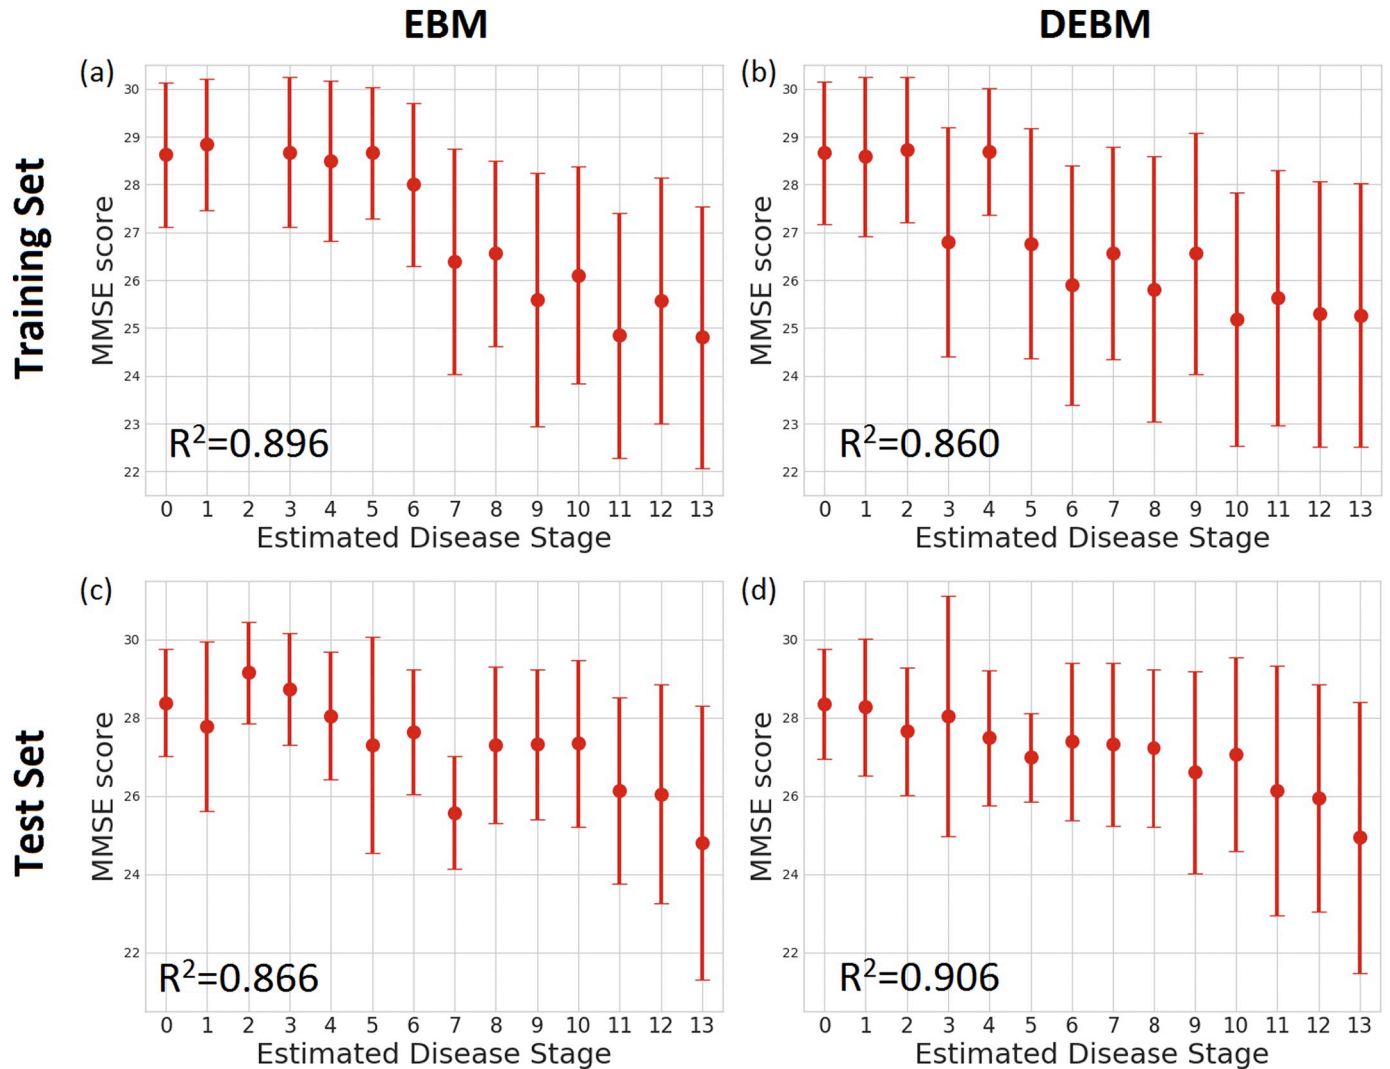 EBM
DEBM
Training Set
(a)
MMSE score
30
29
28
27
26
25
24
23
22
R²=0.896
0 1 2 3 4 5 6 7 8 9 10 11 12 13
Estimated Disease Stage
(b)
MMSE score
30
29
28
27
26
25
24
23
22
R²=0.860
0 1 2 3 4 5 6 7 8 9 10 11 12 13
Estimated Disease Stage
Test Set
(c)
MMSE score
30
28
26
24
22
R²=0.866
0 1 2 3 4 5 6 7 8 9 10 11 12 13
Estimated Disease Stage
(d)
MMSE score
30
28
26
24
22
R²=0.906
0 1 2 3 4 5 6 7 8 9 10 11 12 13
Estimated Disease Stage